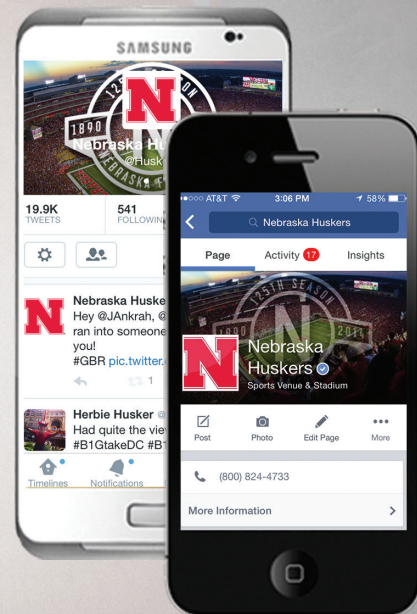 SAMSUNG
N
1890
Nebraska Hu
@Husk
19.9K
TWEETS
541
FOLLOWIN
N
Nebraska Huske
Hey @JAnkrah, @
ran into someone
you!
#GBR pic.twitter.
1
Herbie Husker @
Had quite the vie
#B1GtakeDC #B1
Timelines
Notifications
AT&T
3:06 PM
58%
Nebraska Huskers
Page
Activity 17
Insights
125TH SEASON
1890
2014
N
N
Nebraska
Huskers
Sports Venue & Stadium
Post
Photo
Edit Page
More
(800) 824-4733
More Information